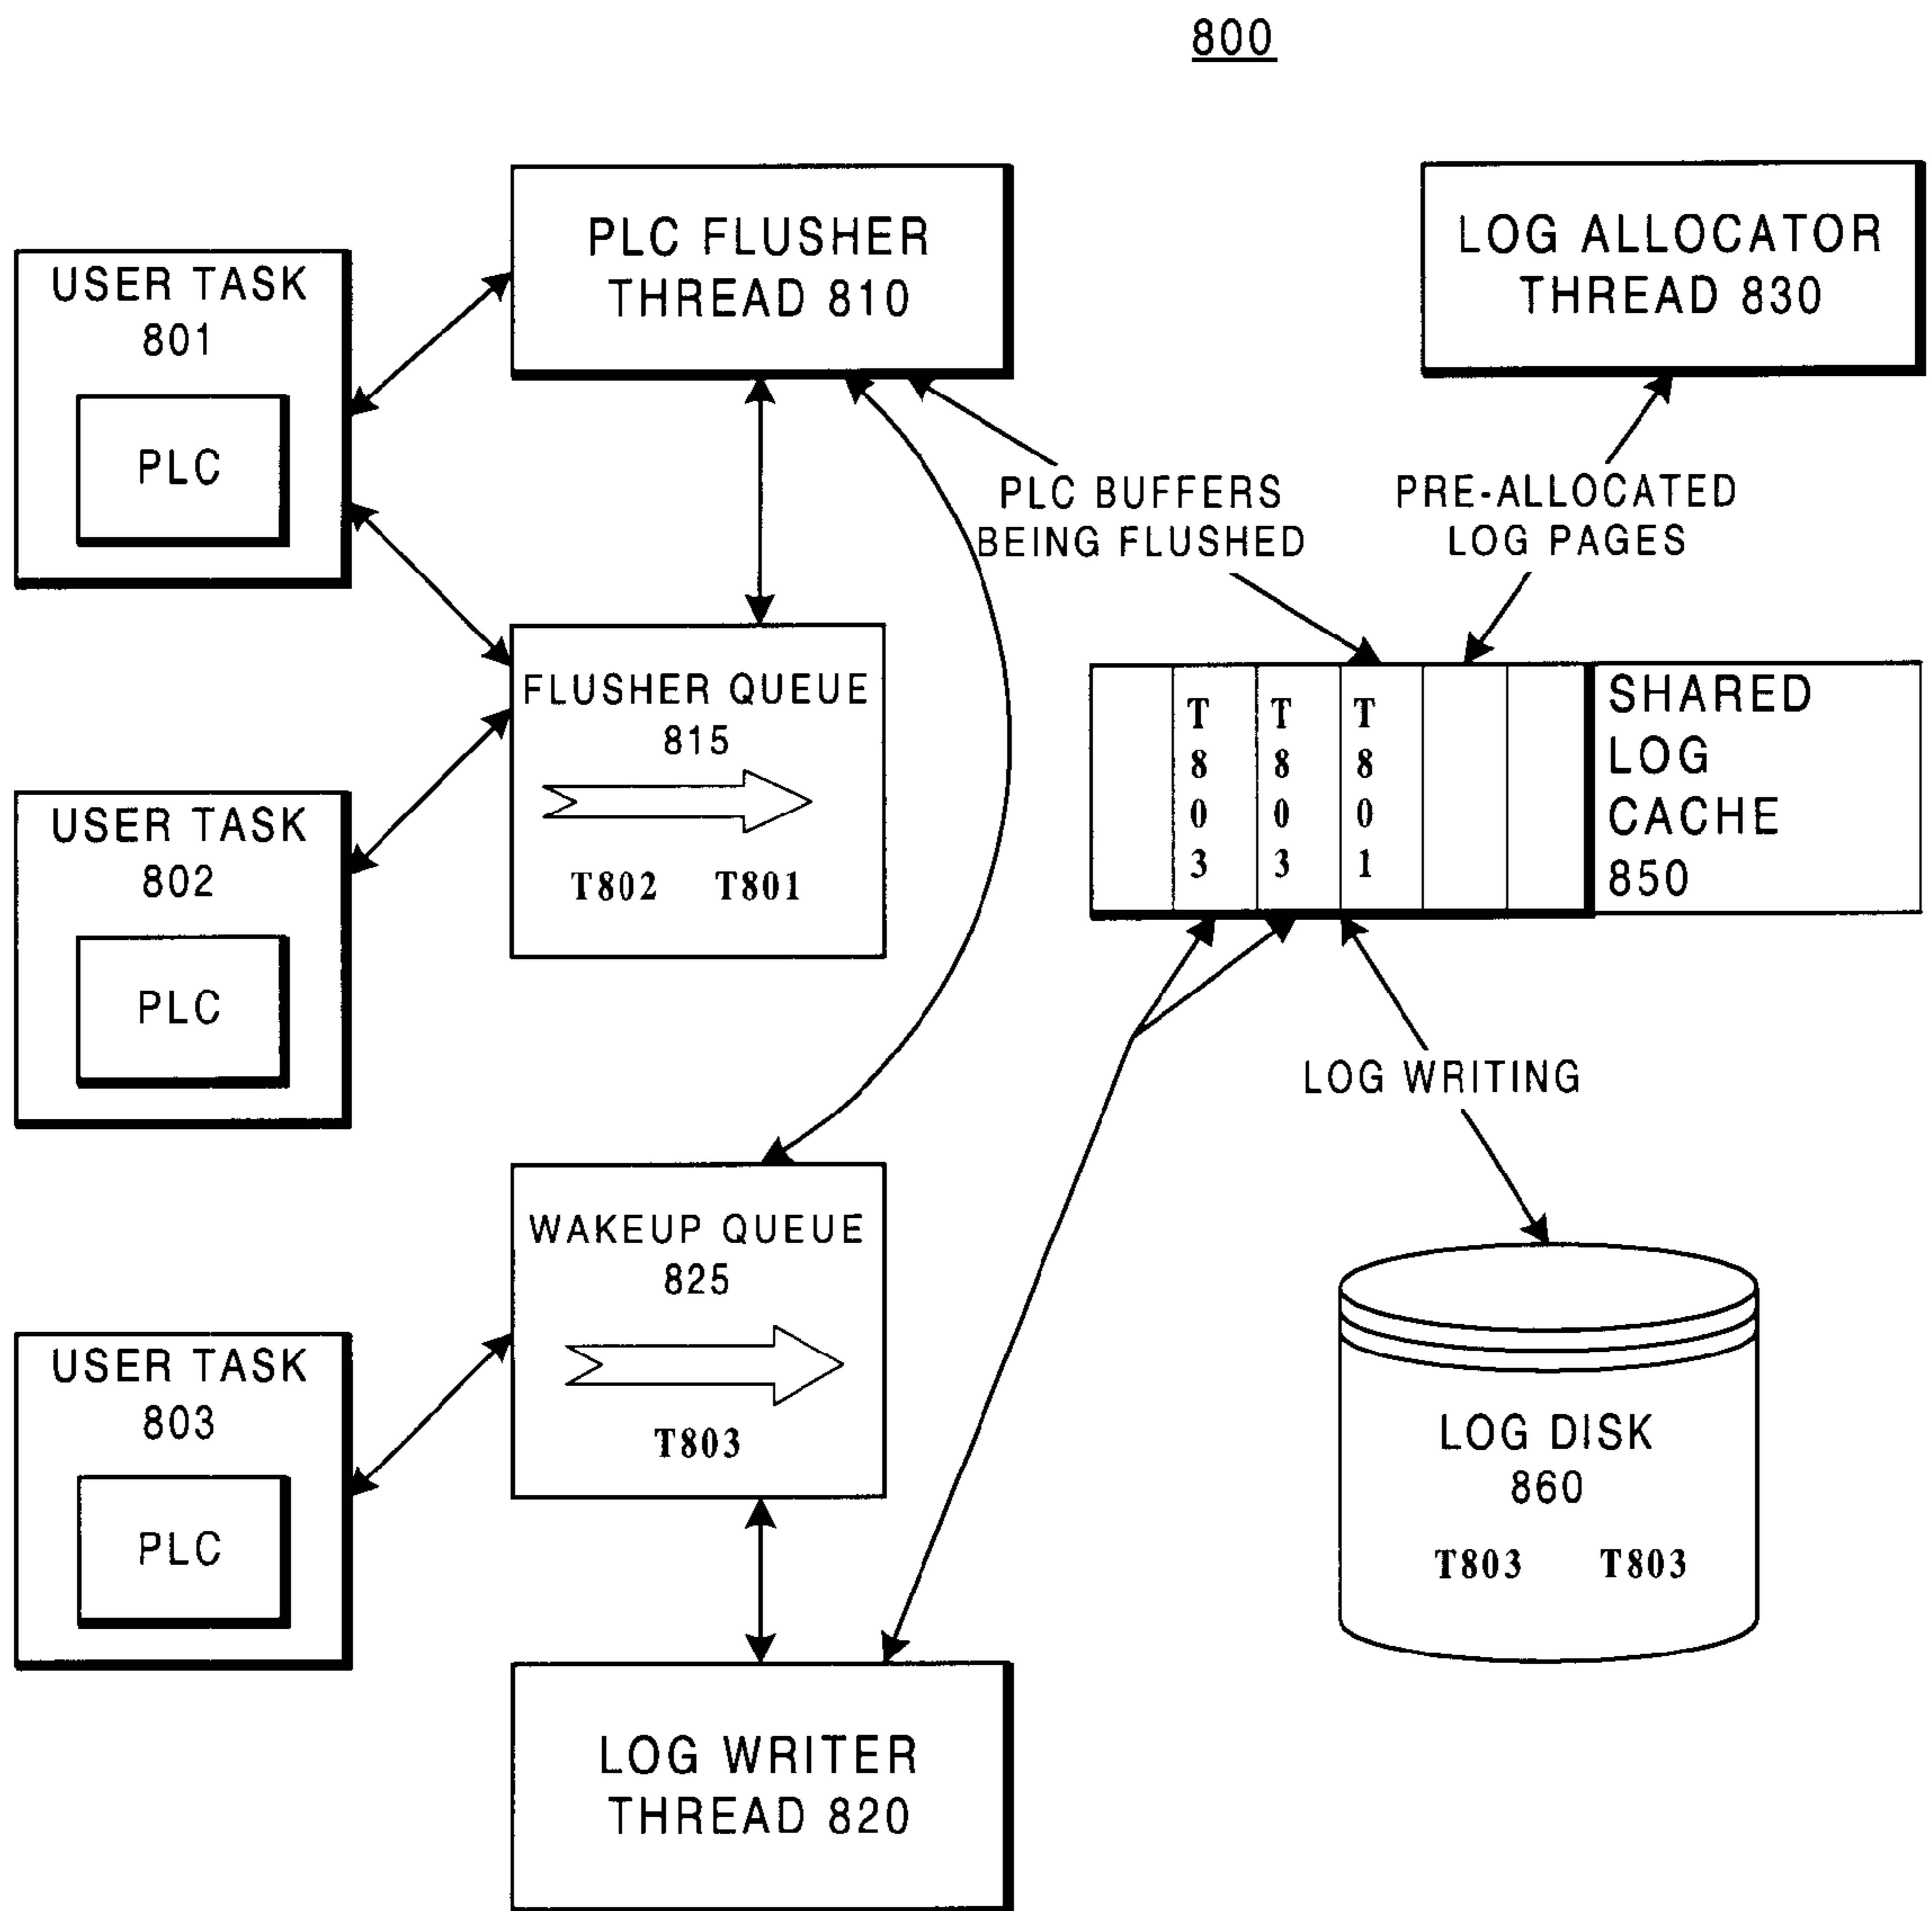 800
USER TASK
801
PLC
PLC FLUSHER
THREAD 810
LOG ALLOCATOR
THREAD 830
PLC BUFFERS
BEING FLUSHED
PRE-ALLOCATED
LOG PAGES
FLUSHER QUEUE
815
T802 T801
USER TASK
802
PLC
T T T
8 8 8
0 0 0
3 3 1
SHARED
LOG
CACHE
850
LOG WRITING
WAKEUP QUEUE
825
T803
USER TASK
803
PLC
LOG DISK
860
T803 T803
LOG WRITER
THREAD 820